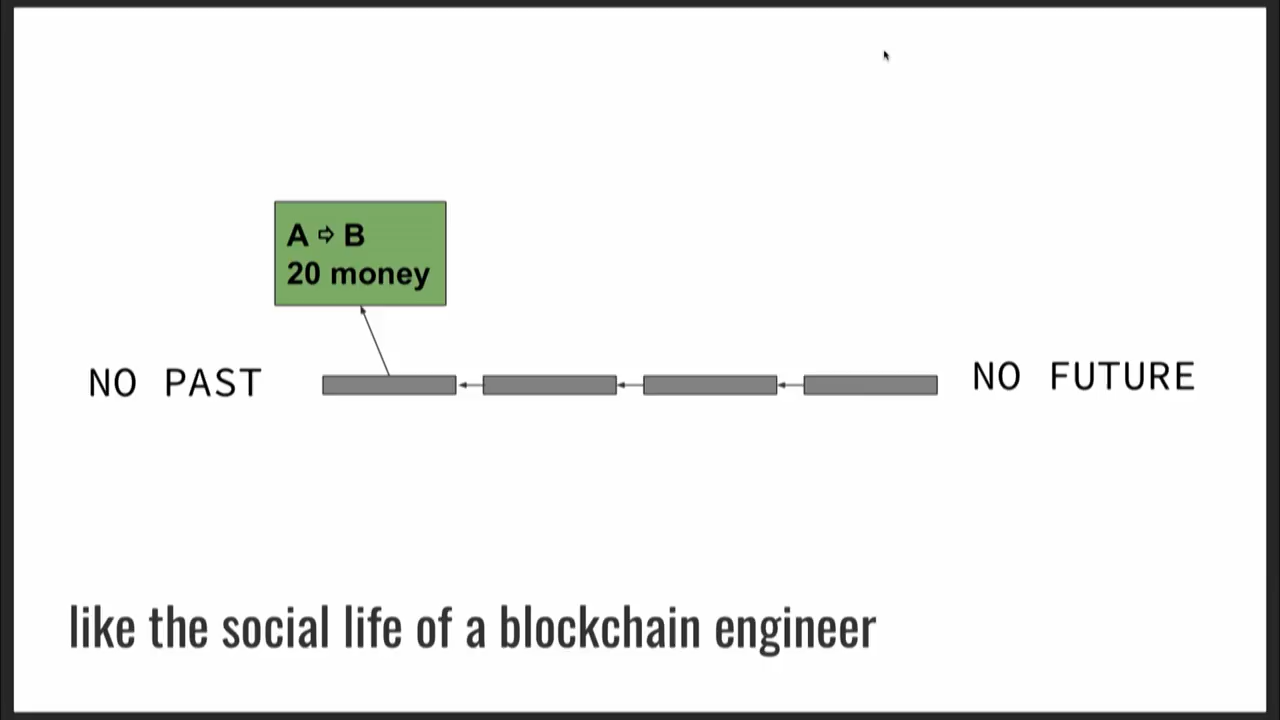 A ⇨ B
20 money
NO PAST
NO FUTURE
like the social life of a blockchain engineer